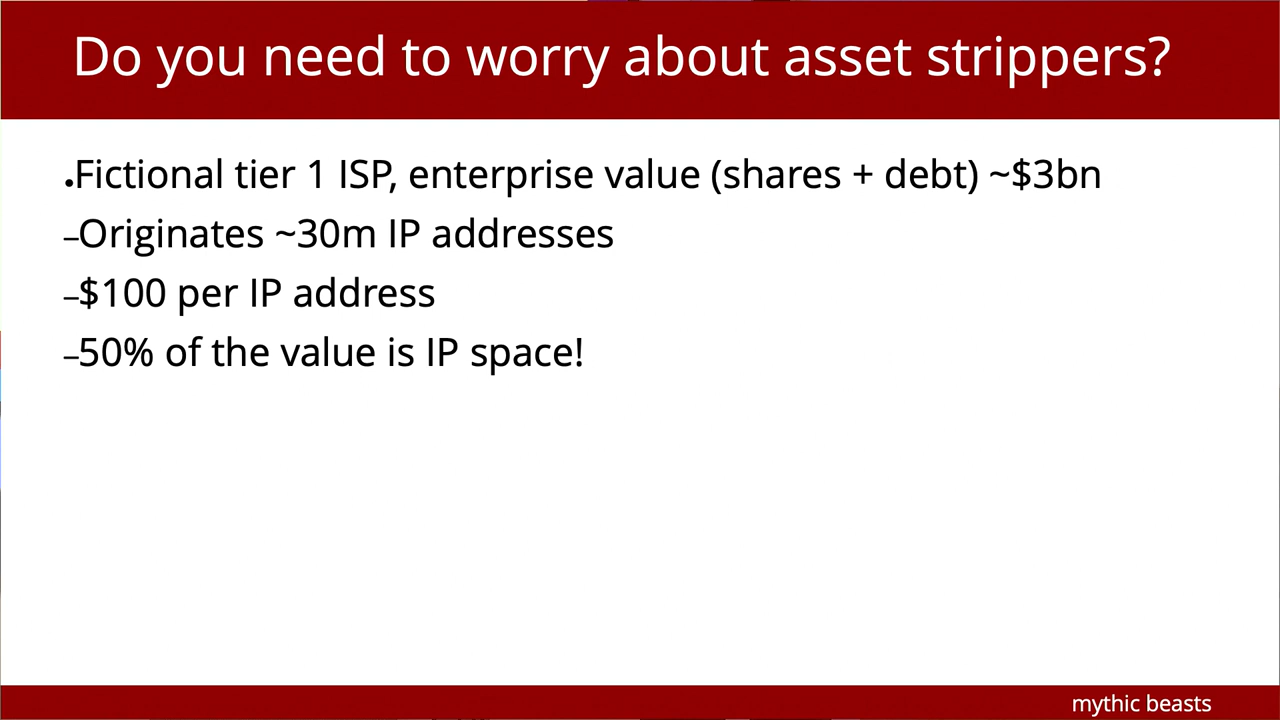 Do you need to worry about asset strippers?
•Fictional tier 1 ISP, enterprise value (shares + debt) ~$3bn
–Originates ~30m IP addresses
–$100 per IP address
–50% of the value is IP space!
mythic beasts